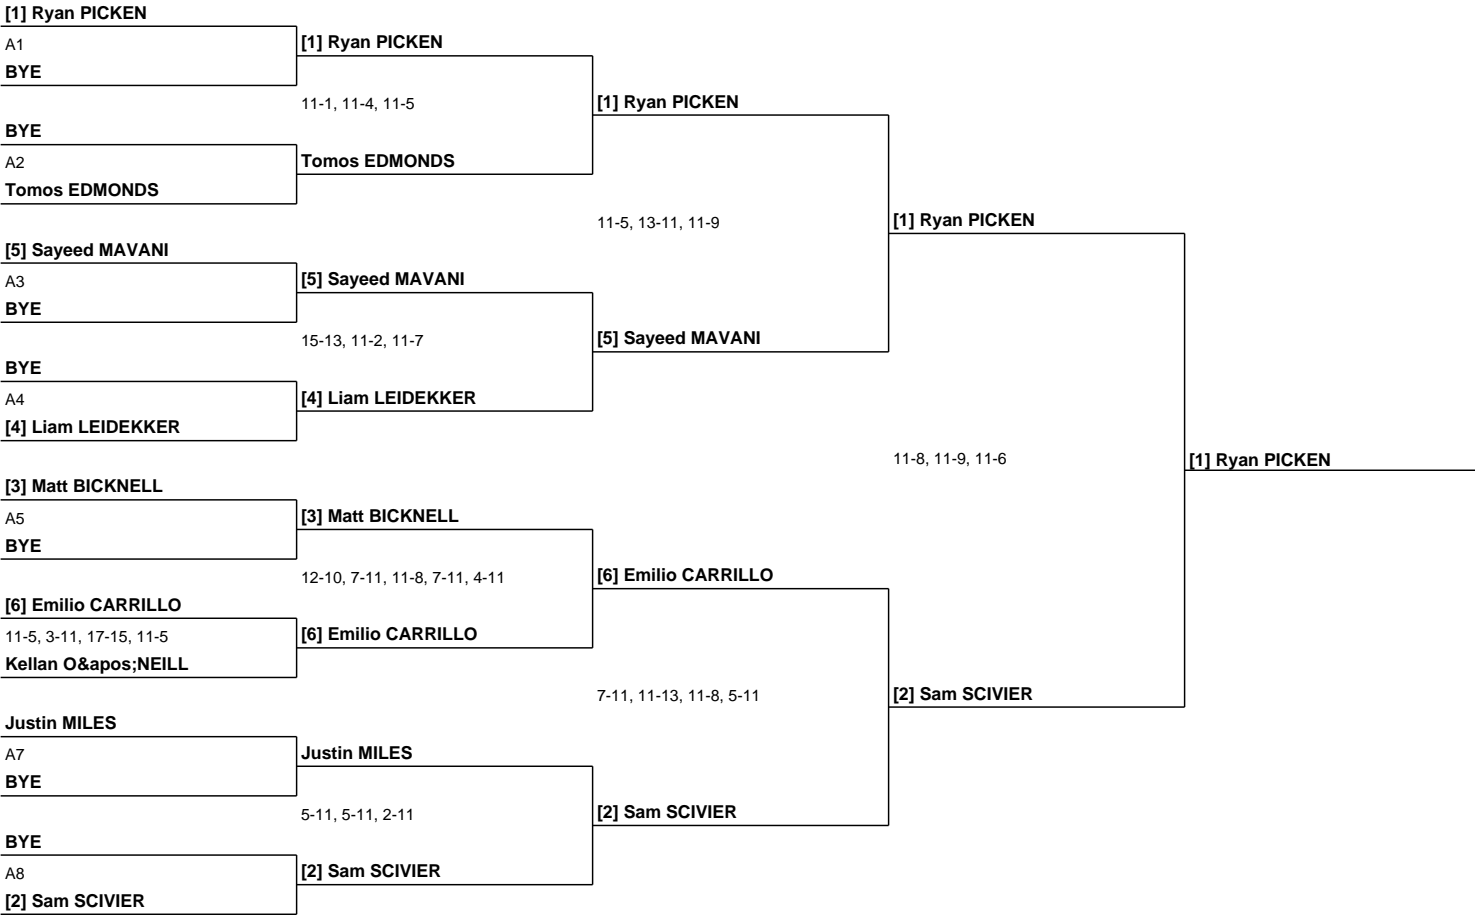 [1] Ryan PICKEN
A1
BYE
BYE
A2
Tomos EDMONDS
[5] Sayeed MAVANI
A3
BYE
BYE
A4
[4] Liam LEIDEKKER
[3] Matt BICKNELL
A5
BYE
[6] Emilio CARRILLO
11-5, 3-11, 17-15, 11-5
Kellan O&apos;NEILL
Justin MILES
A7
BYE
BYE
A8
[2] Sam SCIVIER
[1] Ryan PICKEN
11-1, 11-4, 11-5
Tomos EDMONDS
[5] Sayeed MAVANI
15-13, 11-2, 11-7
[4] Liam LEIDEKKER
[3] Matt BICKNELL
12-10, 7-11, 11-8, 7-11, 4-11
[6] Emilio CARRILLO
Justin MILES
5-11, 5-11, 2-11
[2] Sam SCIVIER
[1] Ryan PICKEN
11-5, 13-11, 11-9
[5] Sayeed MAVANI
[6] Emilio CARRILLO
7-11, 11-13, 11-8, 5-11
[2] Sam SCIVIER
[1] Ryan PICKEN
11-8, 11-9, 11-6
[2] Sam SCIVIER
[1] Ryan PICKEN